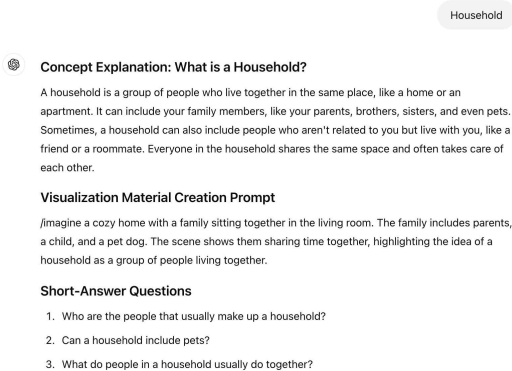 Household
Concept Explanation: What is a Household?
A household is a group of people who live together in the same place, like a home or an
apartment. It can include your family members, like your parents, brothers, sisters, and even pets.
Sometimes, a household can also include people who aren't related to you but live with you, like a
friend or a roommate. Everyone in the household shares the same space and often takes care of
each other.
Visualization Material Creation Prompt
/imagine a cozy home with a family sitting together in the living room. The family includes parents,
a child, and a pet dog. The scene shows them sharing time together, highlighting the idea of a
household as a group of people living together.
Short-Answer Questions
1. Who are the people that usually make up a household?
2. Can a household include pets?
3. What do people in a household usually do together?